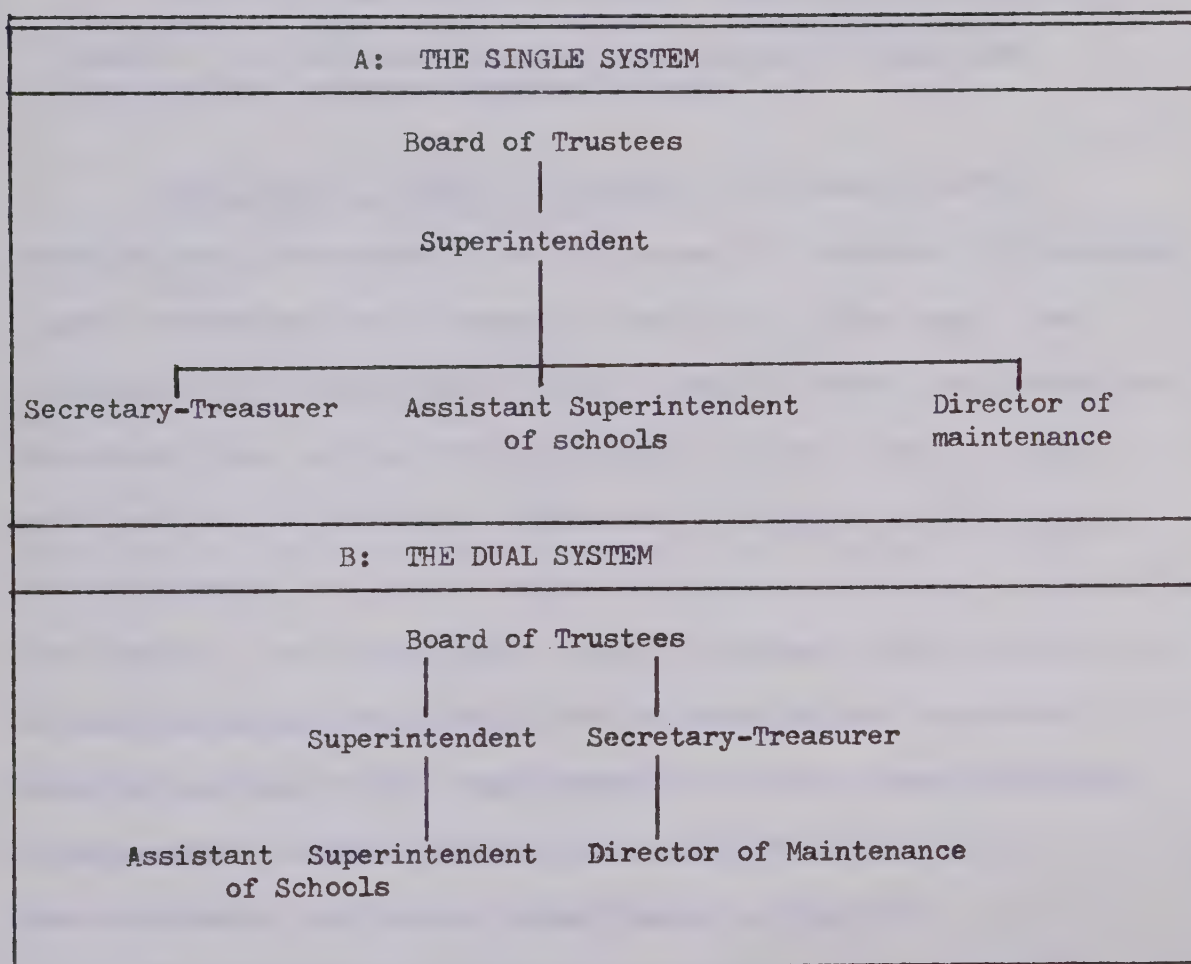 A: THE SINGLE SYSTEM
Board of Trustees
Superintendent
Secretary-Treasurer Assistant Superintendent of schools Director of maintenance
B: THE DUAL SYSTEM
Board of Trustees
Superintendent Secretary-Treasurer
Assistant Superintendent of Schools Director of Maintenance